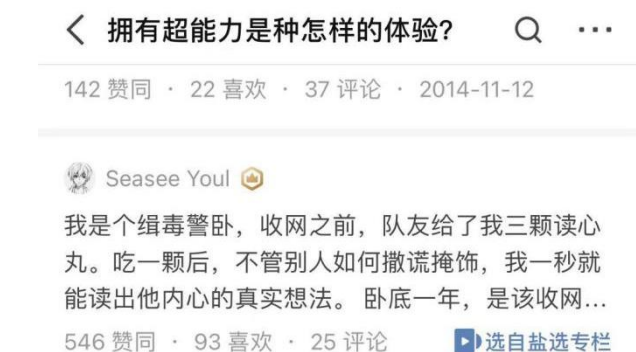 拥有超能力是种怎样的体验?
142 赞同 · 22 喜欢 · 37 评论 · 2014-11-12
Seasee Youl
我是个缉毒警卧，收网之前，队友给了我三颗读心
丸。吃一颗后，不管别人如何撒谎掩饰，我一秒就
能读出他内心的真实想法。 卧底一年，是该收网...
546 赞同 · 93 喜欢 · 25 评论 选自盐选专栏